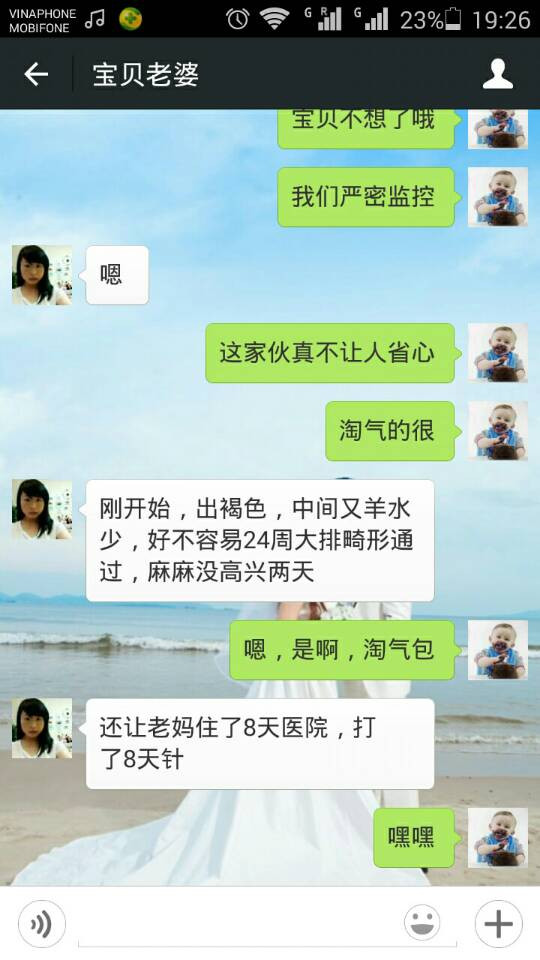 VINAPHONE
MOBIFONE
G R G 23% 19:26
宝贝老婆
宝贝不想了哦
我们严密监控
嗯
这家伙真不让人省心
淘气的很
刚开始，出褐色，中间又羊水
少，好不容易24周大排畸形通
过，麻麻没高兴两天
嗯，是啊，淘气包
还让老妈住了8天医院，打
了8天针
嘿嘿